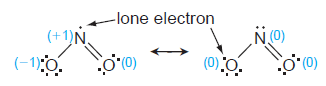 lone electron
(+1)N N(0)
(−1)O O(0) (0)O O(0)